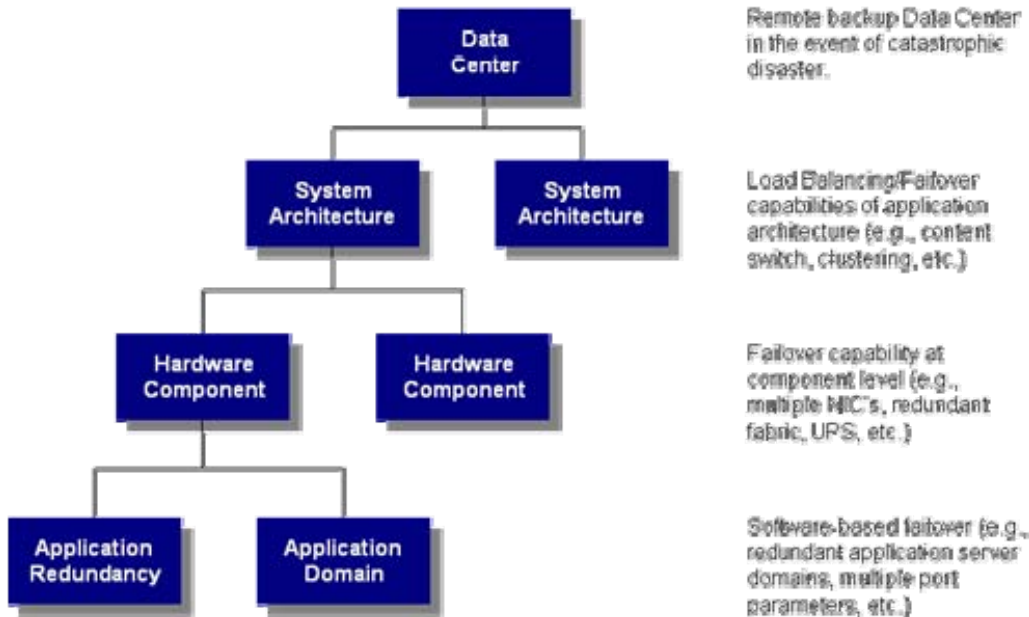 Data
Center
Remote backup Data Center
in the event of catastrophic
disaster.
System
Architecture
System
Architecture
Load Balancing/Failover
capabilities of application
architecture (e.g., content
switch, clustering, etc.)
Hardware
Component
Hardware
Component
Failover capability at
component level (e.g.,
multiple NIC's, redundant
fabric, UPS, etc.)
Application
Redundancy
Application
Domain
Software-based failover (e.g.,
redundant application server
domains, multiple port
parameters, etc.)